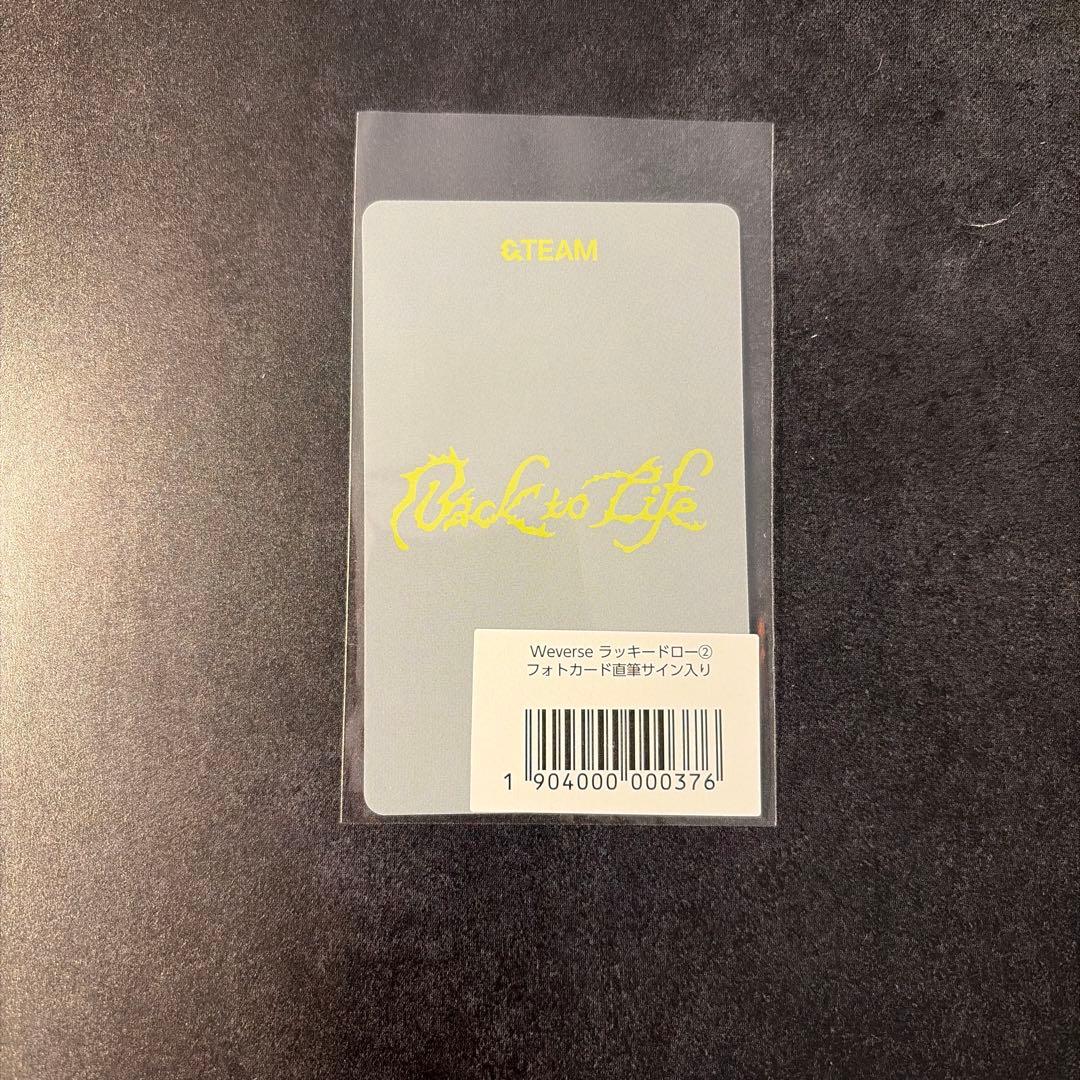 &TEAM
Back to Life
Weverse ラッキードロー②
フォトカード直筆サイン入り
1 904000 000376